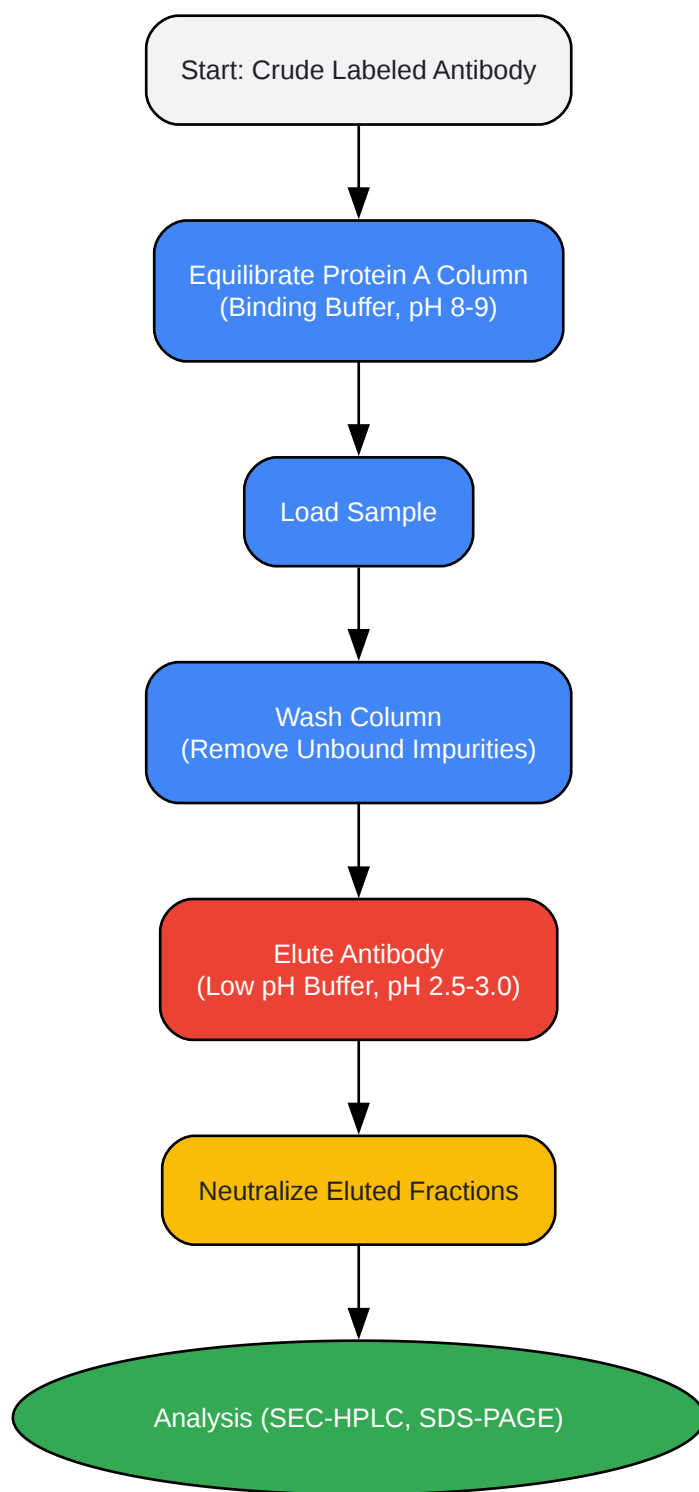 Start: Crude Labeled Antibody
Equilibrate Protein A Column
(Binding Buffer, pH 8-9)
Load Sample
Wash Column
(Remove Unbound Impurities)
Elute Antibody
(Low pH Buffer, pH 2.5-3.0)
Neutralize Eluted Fractions
Analysis (SEC-HPLC, SDS-PAGE)